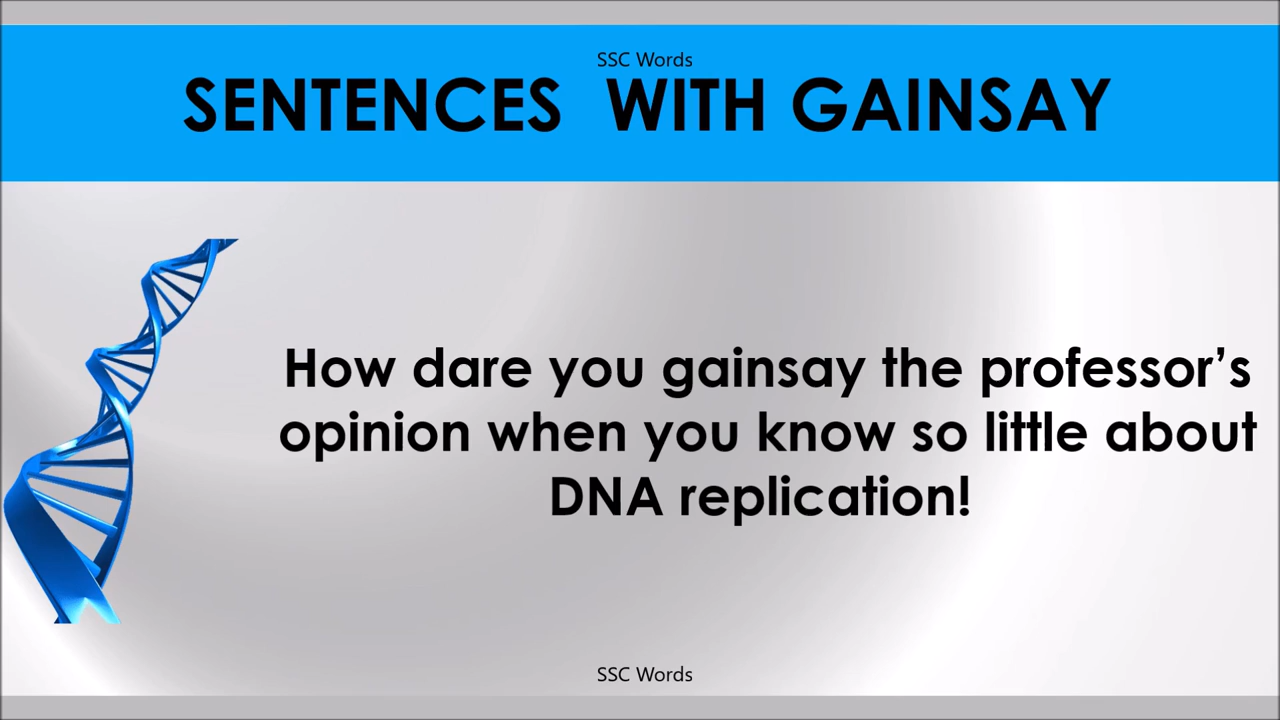 SSC Words
SENTENCES WITH GAINSAY
How dare you gainsay the professor’s
opinion when you know so little about
DNA replication!
SSC Words